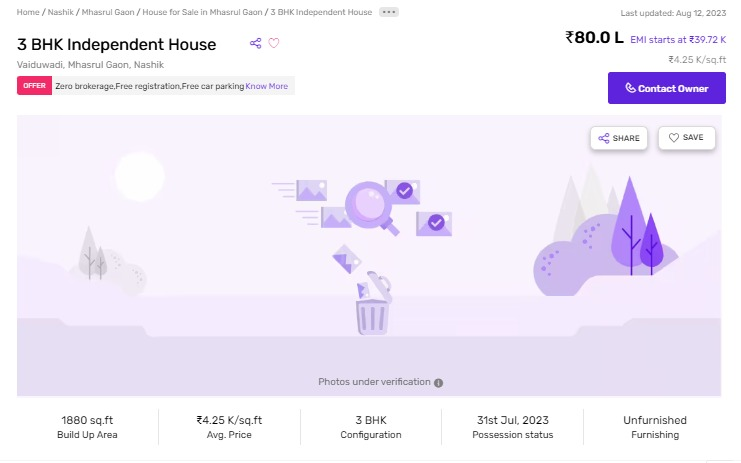 Home / Nashik / Mhasrul Gaon / House for Sale in Mhasrul Gaon / 3 BHK Independent House
Last updated: Aug 12, 2023
3 BHK Independent House
₹80.0 L EMI starts at ₹39.72 K
Vaiduwadi, Mhasrul Gaon, Nashik
₹4.25 K/sq.ft
OFFER Zero brokerage,Free registration,Free car parking Know More
Contact Owner
SHARE
SAVE
Photos under verification
1880 sq.ft
Build Up Area
₹4.25 K/sq.ft
Avg. Price
3 BHK
Configuration
31st Jul, 2023
Possession status
Unfurnished
Furnishing